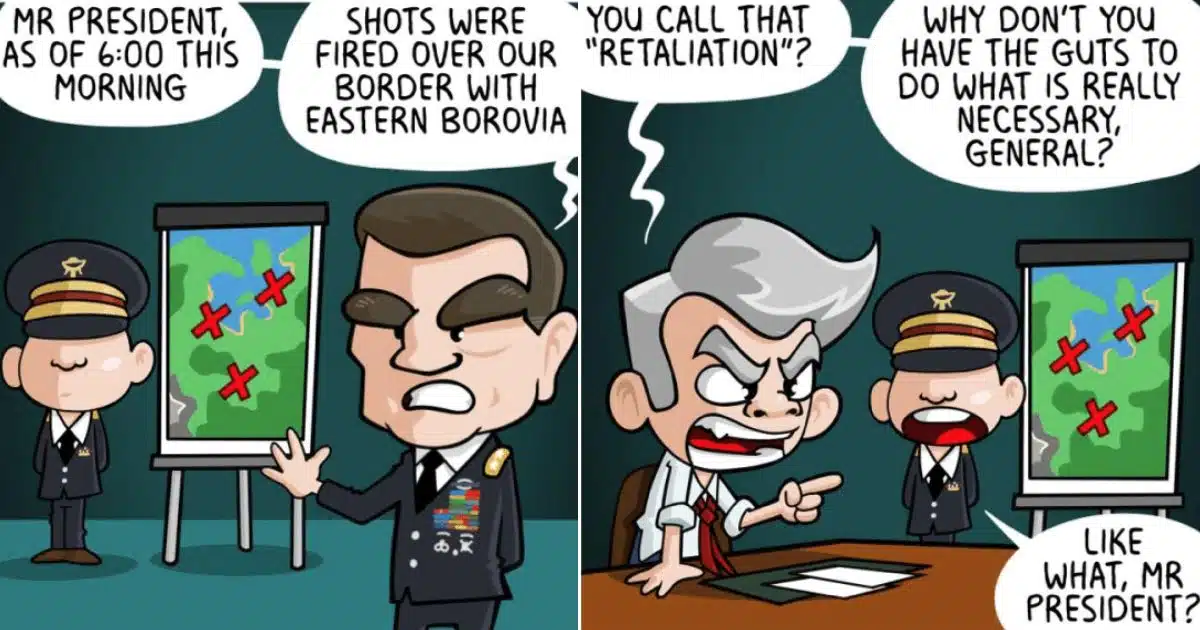 MR PRESIDENT,
AS OF 6:00 THIS
MORNING
SHOTS WERE
FIRED OVER OUR
BORDER WITH
EASTERN BOROVIA
YOU CALL THAT
"RETALIATION"?
WHY DON'T YOU
HAVE THE GUTS TO
DO WHAT IS REALLY
NECESSARY,
GENERAL?
LIKE
WHAT, MR
PRESIDENT?